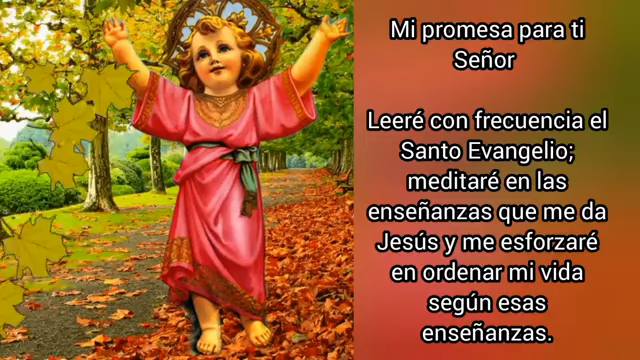 Mi promesa para ti
Señor
Leeré con frecuencia el
Santo Evangelio;
meditaré en las
enseñanzas que me da
Jesús y me esforzaré
en ordenar mi vida
según esas
enseñanzas.